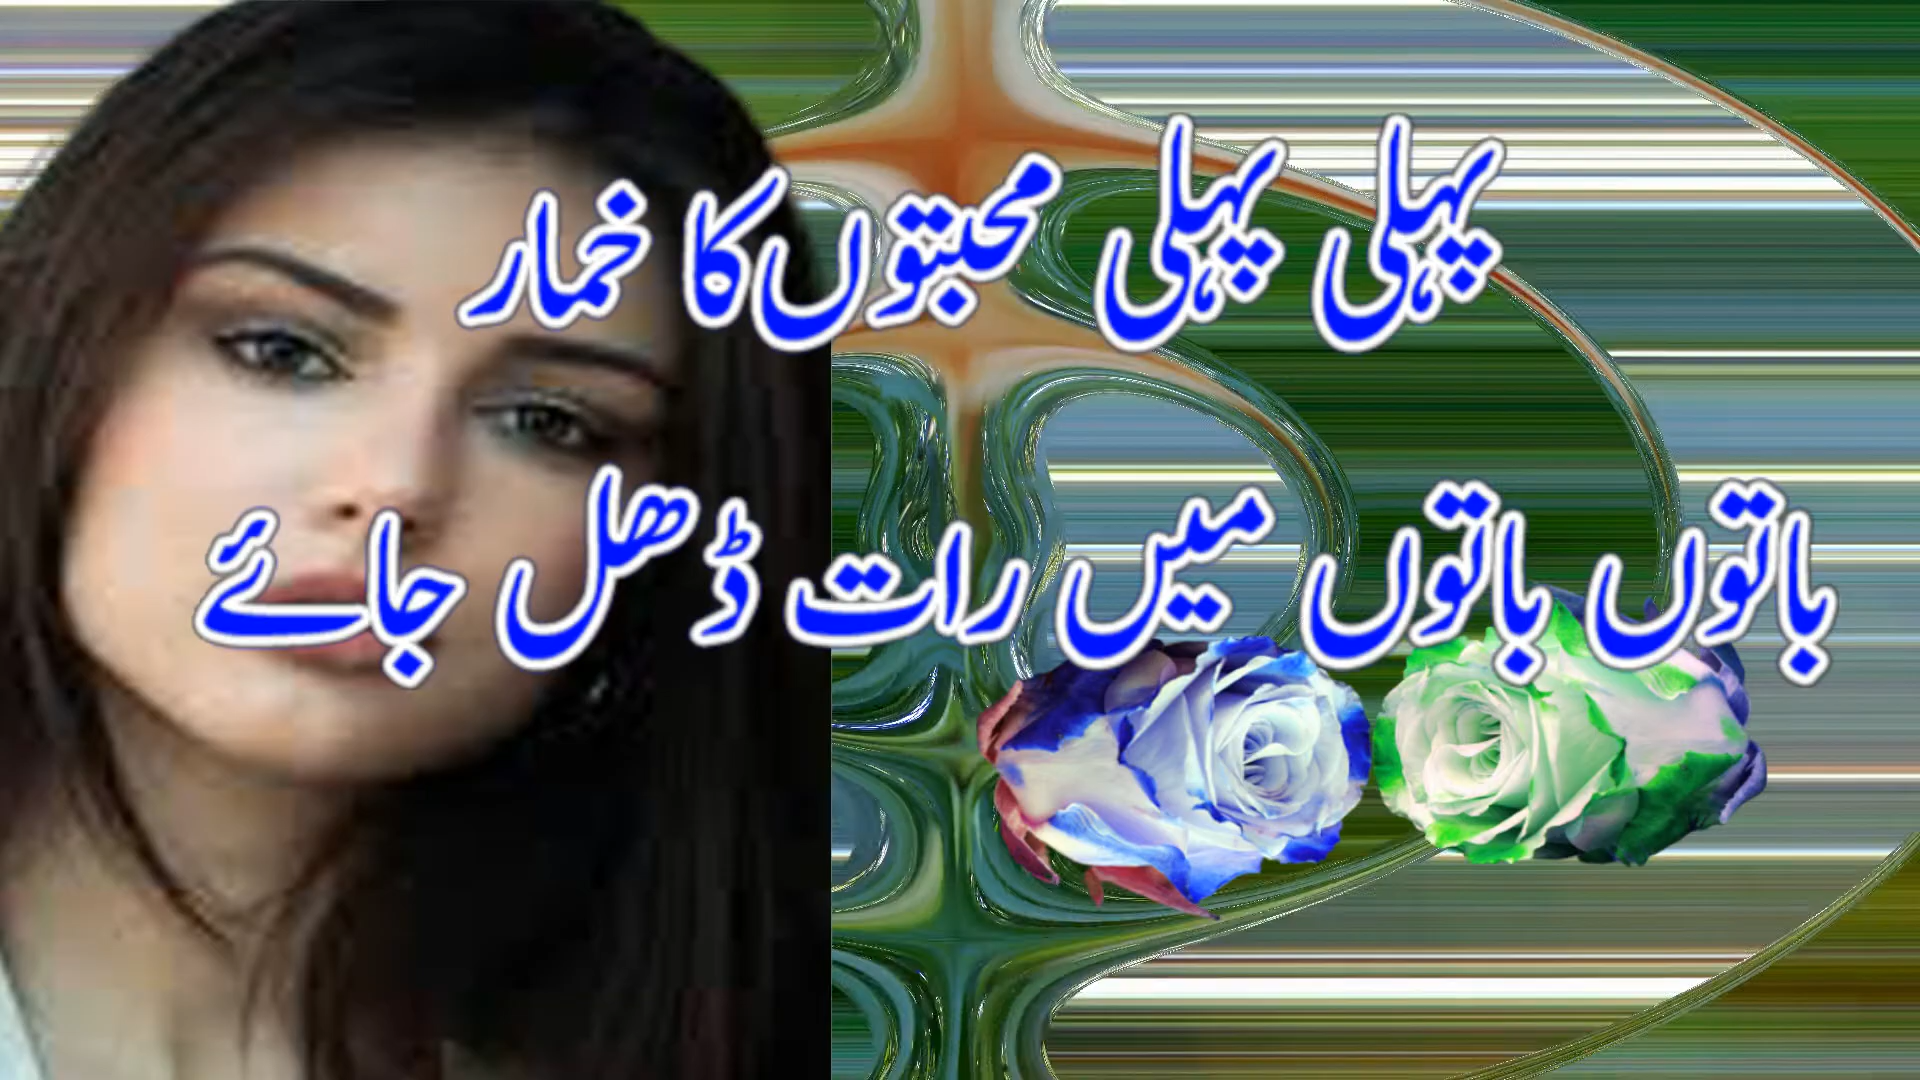 پہلی پہلی محبتوں کا خمار
باتوں باتوں میں رات ڈھل جائے